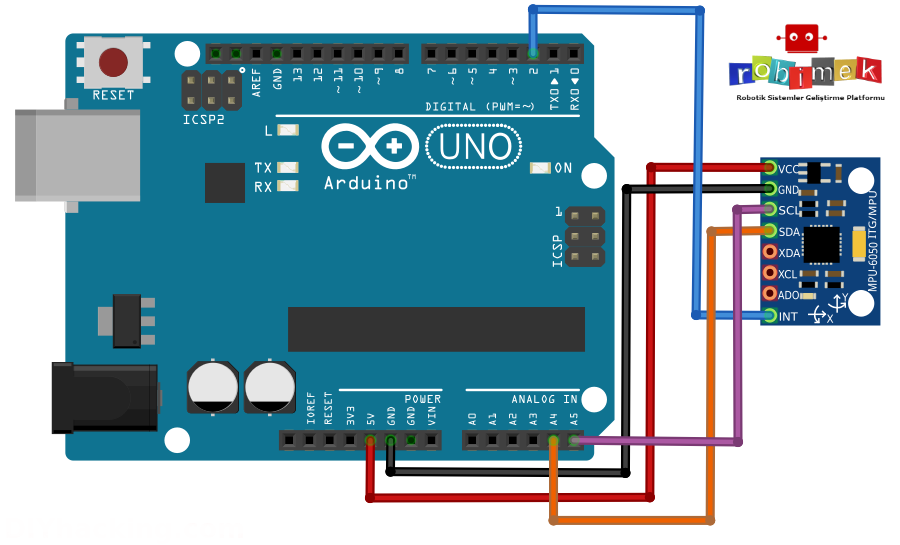 robimek
Robotik Sistemler Geliştirme Platformu
RESET
ICSP2
AREF
GND
13
12
~11
~10
~9
8
7
~6
~5
4
~3
2
TX0▶1
RX0◀0
DIGITAL (PWM=~)
L
TX
RX
Arduino™
UNO
ON
1
ICSP
IOREF
RESET
3V3
5V
GND
GND
VIN
POWER
ANALOG IN
A0
A1
A2
A3
A4
A5
VCC
GND
SCL
SDA
XDA
XCL
ADO
INT
MPU-6050 ITG/MPU
Y
X